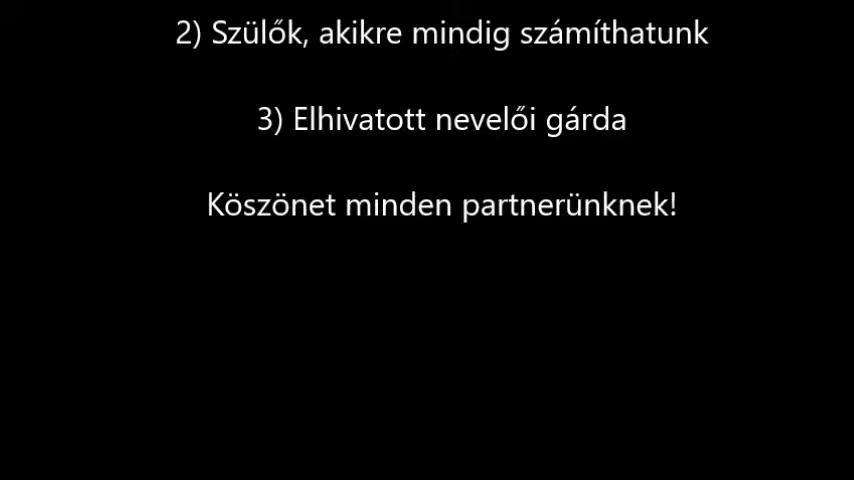 2) Szülők, akikre mindig számíthatunk
3) Elhivatott nevelői gárda
Köszönet minden partnerünknek!